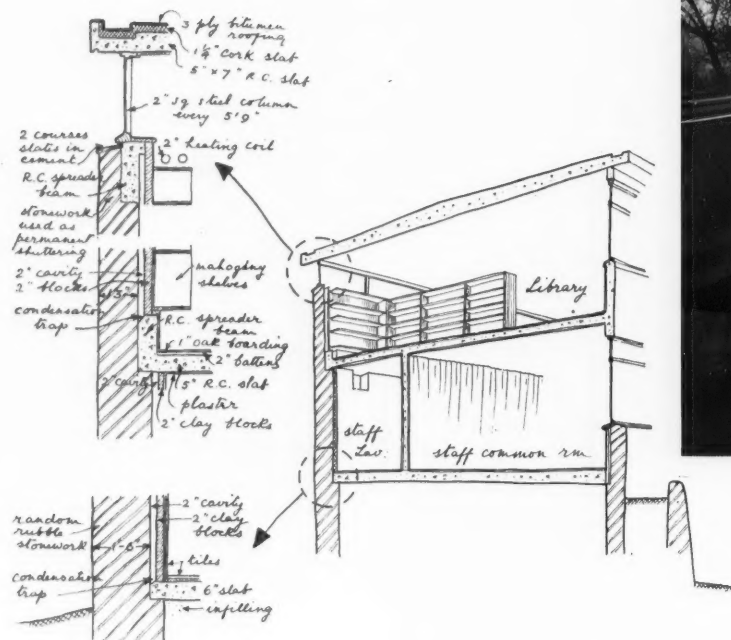 3 ply bitumen
roofing
1¼" cork slab
5" x 7" R.C. slab
2" sq steel column
every 5'9"
2 courses
slates in
cement
2" heating coil
R.C. spreader
beam
stonework
used as
permanent
shuttering
2" cavity
2" blocks
1'3"
condensation
trap
mahogany
shelves
R.C. spreader
beam
1" oak boarding
2" battens
2" cavity
5" R.C. slab
plaster
2" clay blocks
Library
staff
Lav.
staff common rm
random
rubble
stonework
2" cavity
2" clay
blocks
tiles
condensation
trap
6" slab
infilling